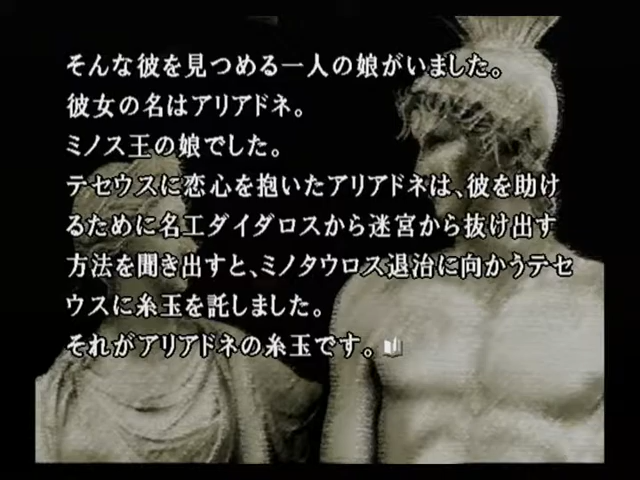 そんな彼を見つめる一人の娘がいました。
彼女の名はアリアドネ。
ミノス王の娘でした。
テセウスに恋心を抱いたアリアドネは、彼を助け
るために名工ダイダロスから迷宮から抜け出す
方法を聞き出すと、ミノタウロス退治に向かうテセ
ウスに糸玉を託しました。
それがアリアドネの糸玉です。